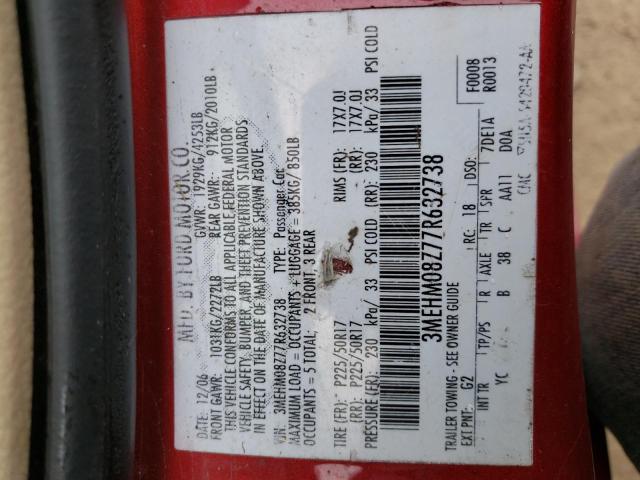 MFD. BY FORD MOTOR CO.
DATE: 12/06 GVWR: 1929KG/4253LB
FRONT GAWR: 1031KG/2272LB REAR GAWR: 912KG/2010LB
THIS VEHICLE CONFORMS TO ALL APPLICABLE FEDERAL MOTOR
VEHICLE SAFETY, BUMPER, AND THEFT PREVENTION STANDARDS
IN EFFECT ON THE DATE OF MANUFACTURE SHOWN ABOVE.
VIN: 3MEHM08Z77R632738 TYPE: Passenger Car
MAXIMUM LOAD = OCCUPANTS + LUGGAGE = 385KG / 850LB
OCCUPANTS = 5 TOTAL: 2 FRONT, 3 REAR
TIRE (FR): P225/50R17 RIMS (FR): 17X7.0J
(RR): P225/50R17 (RR): 17X7.0J
PRESSURE (FR): 230 kPa/ 33 PSI COLD (RR): 230 kPa/ 33 PSI COLD
3MEHM08Z77R632738
TRAILER TOWING - SEE OWNER GUIDE
EXT PNT: G2 RC: 18 DSO: F0008
R0013
INT TR TP/PS R AXLE TR SPR 7DE1A
YC B 38 C AA11 D0A